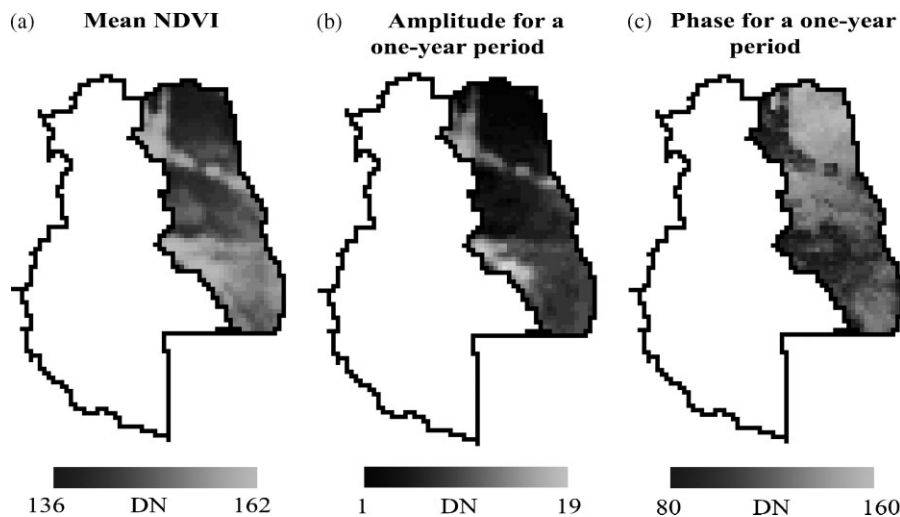 (a) Mean NDVI
(b) Amplitude for a
one-year period
(c) Phase for a one-year
period
136 DN 162
1 DN 19
80 DN 160